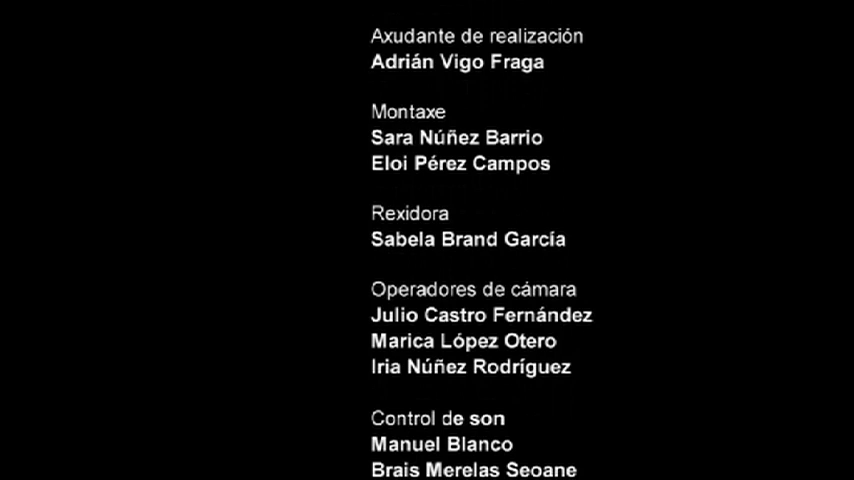 Axudante de realización
Adrián Vigo Fraga
Montaxe
Sara Núñez Barrio
Eloi Pérez Campos
Rexidora
Sabela Brand García
Operadores de cámara
Julio Castro Fernández
Marica López Otero
Iria Núñez Rodríguez
Control de son
Manuel Blanco
Brais Merelas Seoane